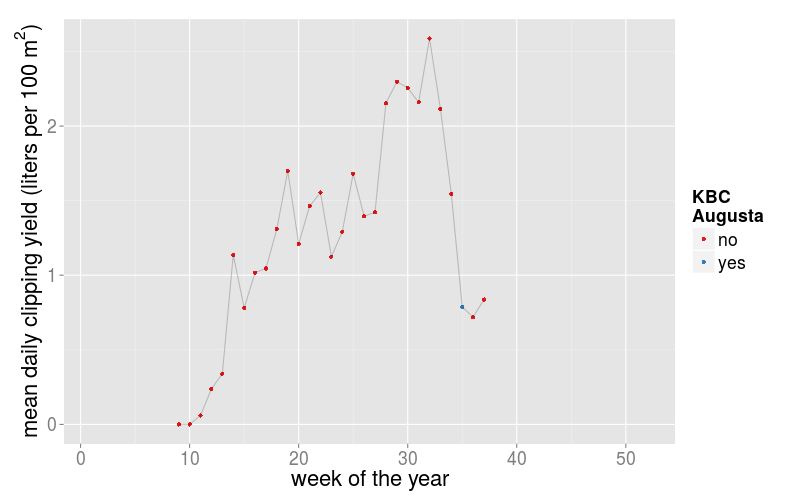 mean daily clipping yield (liters per 100 m²)
2
1
0
0 10 20 30 40 50
week of the year
KBC
Augusta
no
yes